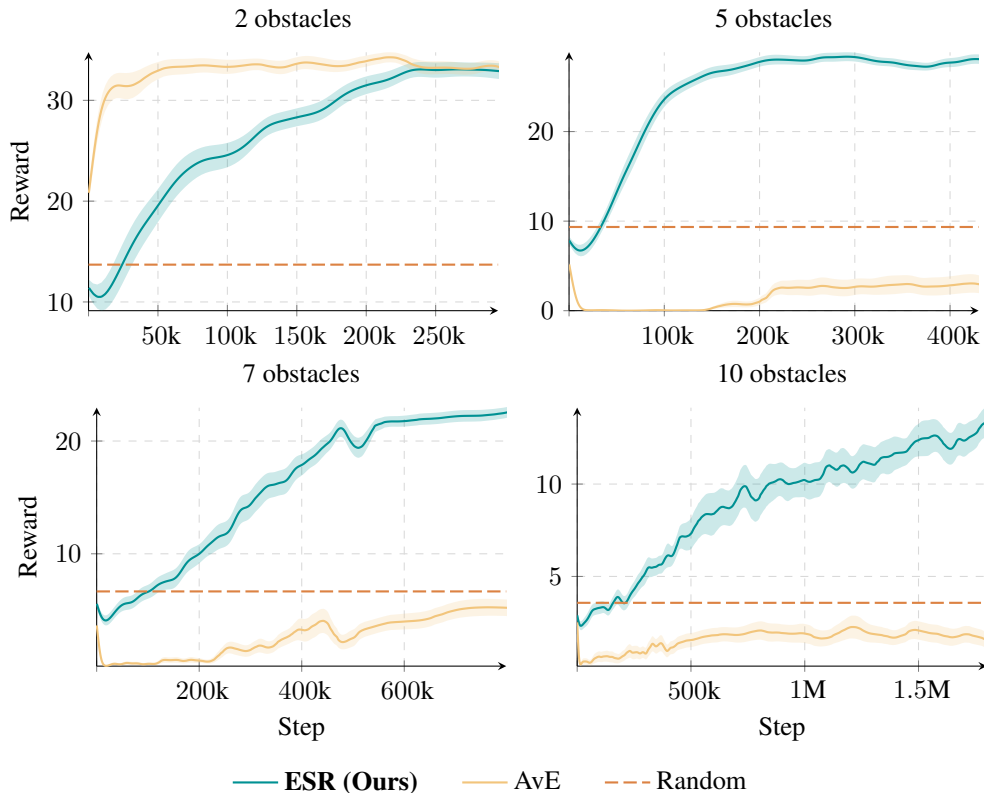 2 obstacles
5 obstacles
Reward
30
20
10
50k 100k 150k 200k 250k
20
10
0
100k 200k 300k 400k
7 obstacles
10 obstacles
Reward
20
10
200k 400k 600k
Step
10
5
500k 1M 1.5M
Step
ESR (Ours) AvE Random